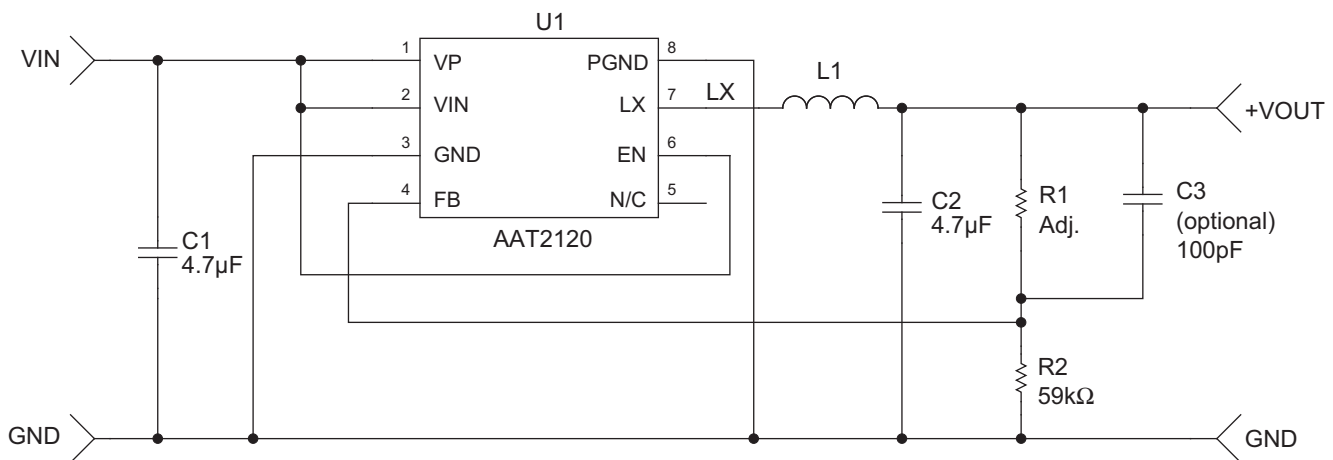 U1
VIN
1
VP
PGND
8
2
VIN
LX
7
LX
L1
+VOUT
3
GND
EN
6
4
FB
N/C
5
AAT2120
C1
4.7µF
C2
4.7µF
R1
Adj.
C3
(optional)
100pF
R2
59kΩ
GND
GND